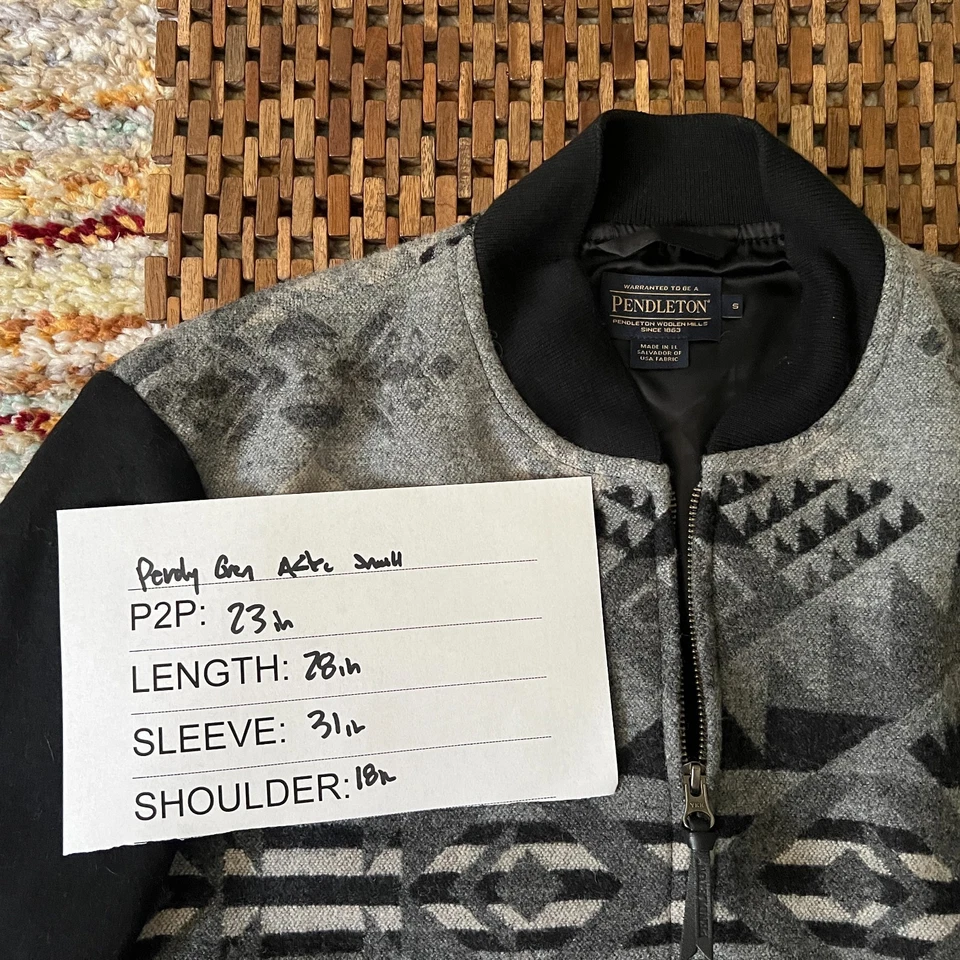 WARRANTED TO BE A
PENDLETON®
S
PENDLETON WOOLEN MILLS
SINCE 1863
MADE IN EL
SALVADOR OF
USA FABRIC
Pendy Grey Small
P2P: 23in
LENGTH: 28in
SLEEVE: 31in
SHOULDER: 18in
YKK